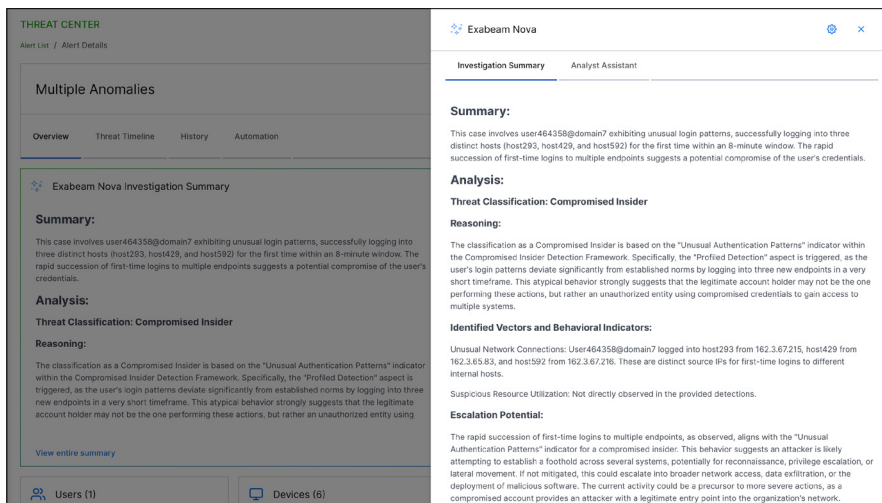 THREAT CENTER
Alert List / Alert Details
Multiple Anomalies
Overview Threat Timeline History Automation
Exabeam Nova Investigation Summary
Summary:
This case involves user464358@domain7 exhibiting unusual login patterns, successfully logging into
three distinct hosts (host293, host429, and host592) for the first time within an 8-minute window. The
rapid succession of first-time logins to multiple endpoints suggests a potential compromise of the user's
credentials.
Analysis:
Threat Classification: Compromised Insider
Reasoning:
The classification as a Compromised Insider is based on the "Unusual Authentication Patterns" indicator
within the Compromised Insider Detection Framework. Specifically, the "Profiled Detection" aspect is
triggered, as the user's login patterns deviate significantly from established norms by logging into three
new endpoints in a very short timeframe. This atypical behavior strongly suggests that the legitimate
account holder may not be the one performing these actions, but rather an unauthorized entity using
View entire summary
Users (1)
Devices (6)
Exabeam Nova
Investigation Summary Analyst Assistant
Summary:
This case involves user464358@domain7 exhibiting unusual login patterns, successfully logging into three
distinct hosts (host293, host429, and host592) for the first time within an 8-minute window. The rapid
succession of first-time logins to multiple endpoints suggests a potential compromise of the user's credentials.
Analysis:
Threat Classification: Compromised Insider
Reasoning:
The classification as a Compromised Insider is based on the "Unusual Authentication Patterns" indicator within
the Compromised Insider Detection Framework. Specifically, the "Profiled Detection" aspect is triggered, as the
user's login patterns deviate significantly from established norms by logging into three new endpoints in a very
short timeframe. This atypical behavior strongly suggests that the legitimate account holder may not be the one
performing these actions, but rather an unauthorized entity using compromised credentials to gain access to
multiple systems.
Identified Vectors and Behavioral Indicators:
Unusual Network Connections: User464358@domain7 logged into host293 from 162.3.67.215, host429 from
162.3.65.83, and host592 from 162.3.67.216. These are distinct source IPs for first-time logins to different
internal hosts.
Suspicious Resource Utilization: Not directly observed in the provided detections.
Escalation Potential:
The rapid succession of first-time logins to multiple endpoints, as observed, aligns with the "Unusual
Authentication Patterns" indicator for a compromised insider. This behavior suggests an attacker is likely
attempting to establish a foothold across several systems, potentially for reconnaissance, privilege escalation, or
lateral movement. If not mitigated, this could escalate into broader network access, data exfiltration, or the
deployment of malicious software. The current activity could be a precursor to more severe actions, as a
compromised account provides an attacker with a legitimate entry point into the organization's network.